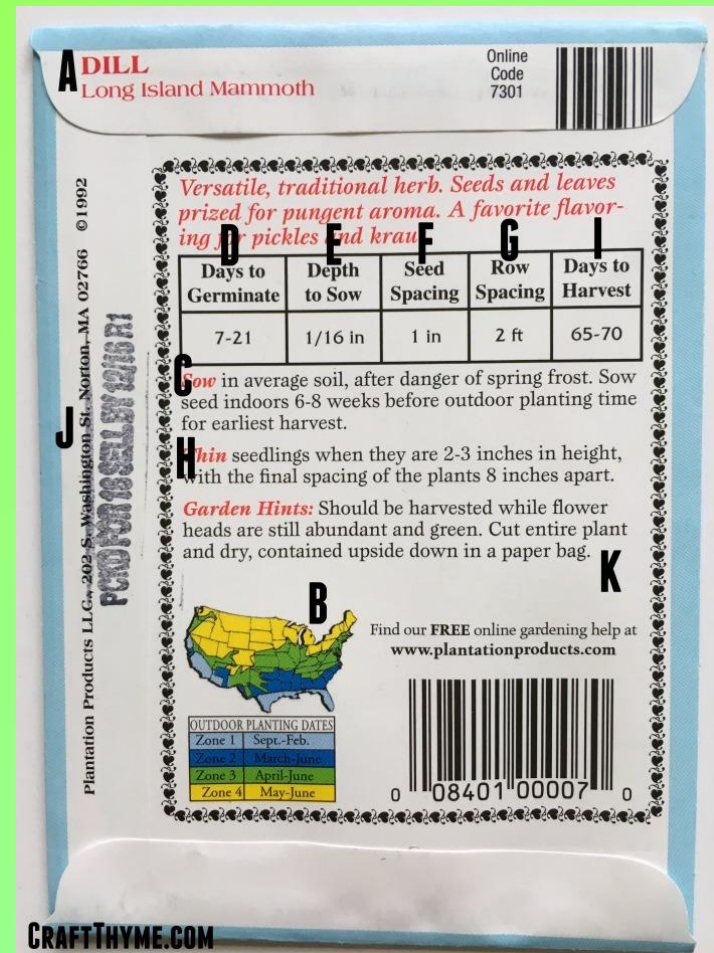 A DILL
Long Island Mammoth
Online
Code
7301
Plantation Products LLC., 202 S. Washington St. Norton, MA 02766 ©1992
J
PCKD FOR 18 SELL BY 12/18 R1
Versatile, traditional herb. Seeds and leaves
prized for pungent aroma. A favorite flavor-
ing for pickles and kraut
D E F G I
Days to Germinate Depth to Sow Seed Spacing Row Spacing Days to Harvest
7-21 1/16 in 1 in 2 ft 65-70
C
Sow in average soil, after danger of spring frost. Sow
seed indoors 6-8 weeks before outdoor planting time
for earliest harvest.
H
Thin seedlings when they are 2-3 inches in height,
with the final spacing of the plants 8 inches apart.
Garden Hints: Should be harvested while flower
heads are still abundant and green. Cut entire plant
and dry, contained upside down in a paper bag.
K
B
Find our FREE online gardening help at
www.plantationproducts.com
OUTDOOR PLANTING DATES
Zone 1 Sept.-Feb.
Zone 2 March-June
Zone 3 April-June
Zone 4 May-June
0 08401 00007 0
CRAFTTHYME.COM